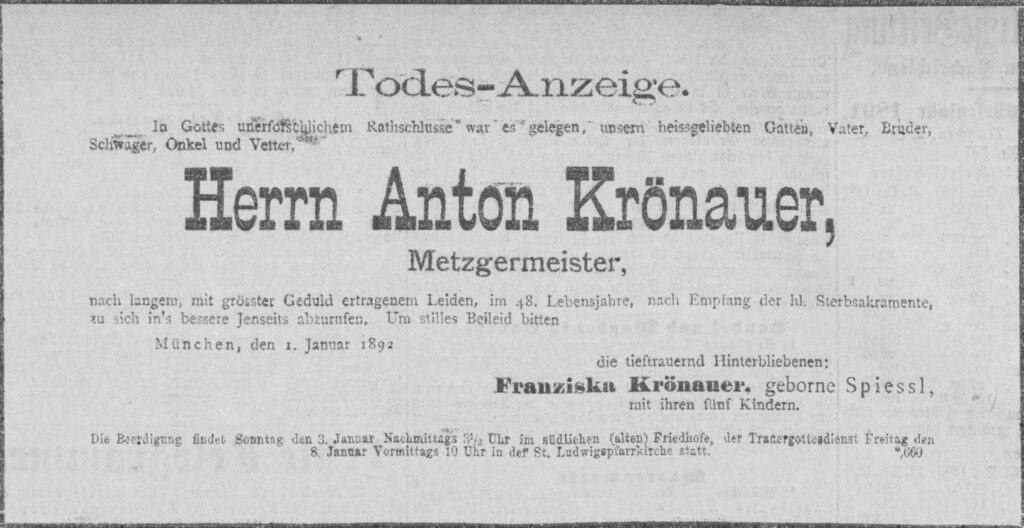 Todes-Anzeige.
In Gottes unerforschlichem Rathschlusse war es gelegen, unsern heissgeliebten Gatten, Vater, Bruder,
Schwager, Onkel und Vetter,
Herrn Anton Krönauer,
Metzgermeister,
nach langem, mit grösster Geduld ertragenem Leiden, im 48. Lebensjahre, nach Empfang der hl. Sterbsakramente,
zu sich in's bessere Jenseits abzurufen. Um stilles Beileid bitten
München, den 1. Januar 1892
die tieftrauernd Hinterbliebenen:
Franziska Krönauer, geborne Spiessl,
mit ihren fünf Kindern.
Die Beerdigung findet Sonntag den 3. Januar Nachmittags 3½ Uhr im südlichen (alten) Friedhofe, der Trauergottesdienst Freitag den
8. Januar Vormittags 10 Uhr in der St. Ludwigspfarrkirche statt.